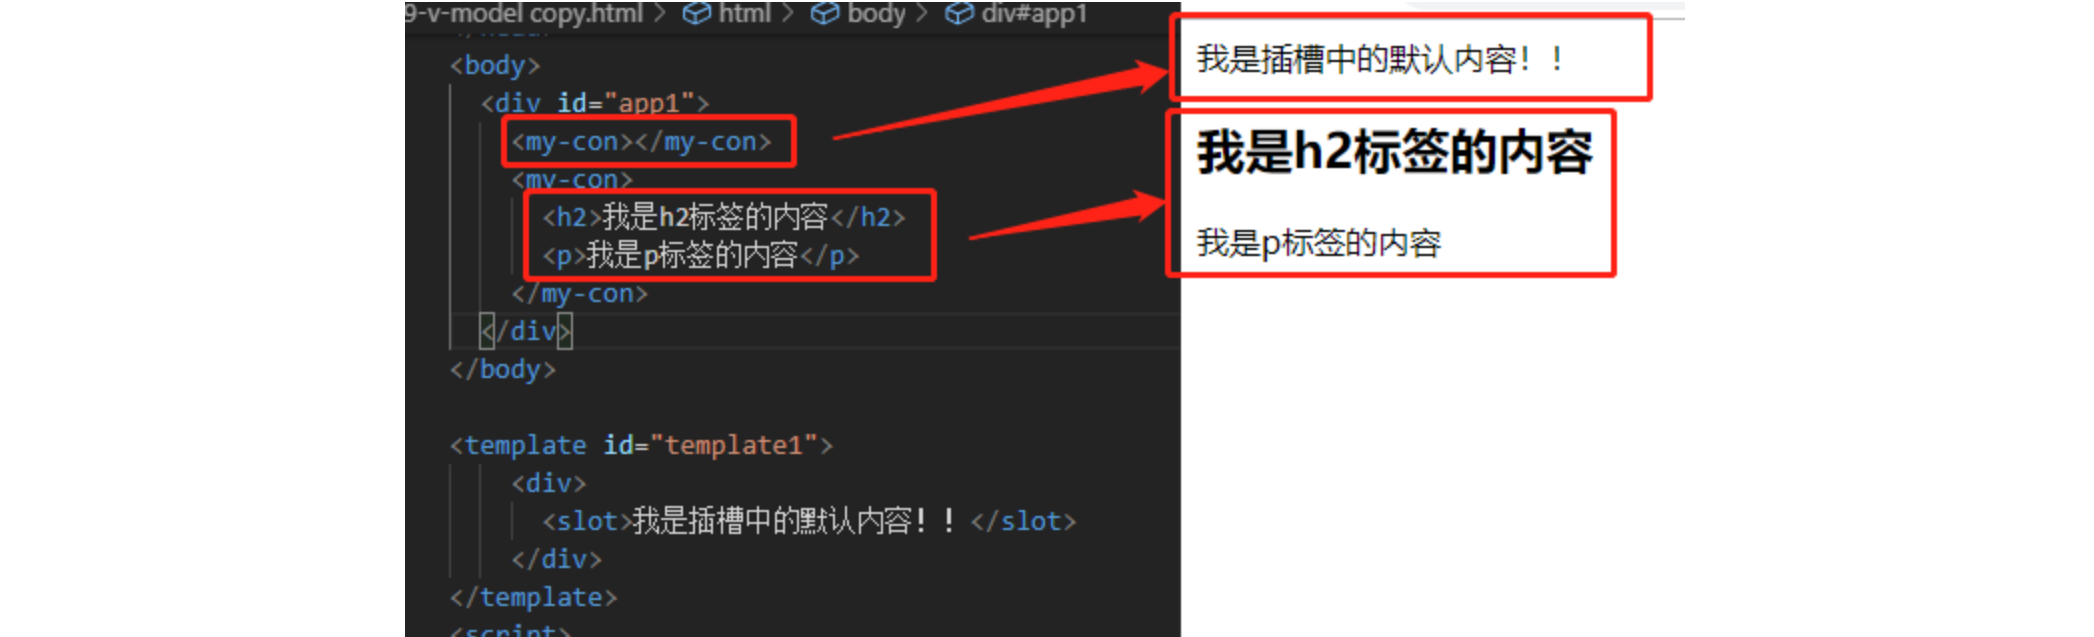 9-v-model copy.html > html > body > div#app1
<body>
<div id="app1">
<my-con></my-con>
<my-con>
<h2>我是h2标签的内容</h2>
<p>我是p标签的内容</p>
</my-con>
</div>
</body>
<template id="template1">
<div>
<slot>我是插槽中的默认内容！！</slot>
</div>
</template>
<script>
我是插槽中的默认内容！！
我是h2标签的内容
我是p标签的内容